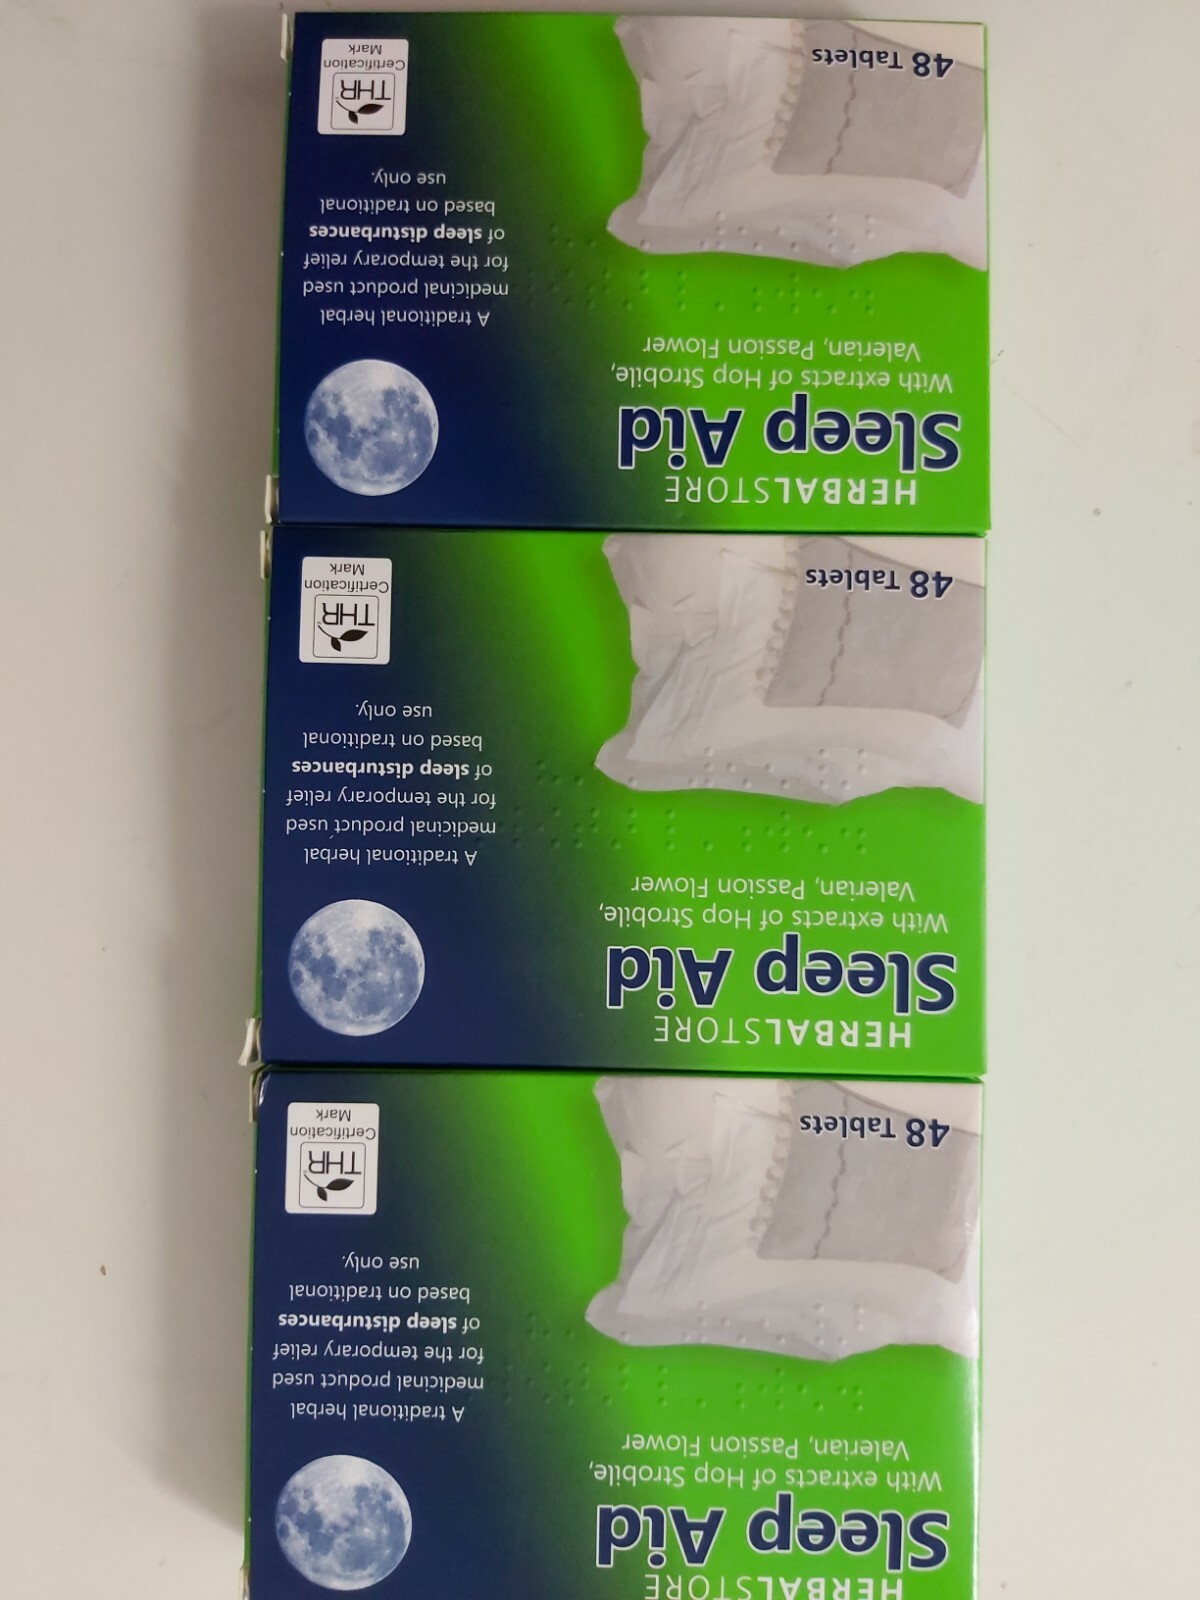 HERBALSTORE
Sleep Aid
With extracts of Hop Strobile,
Valerian, Passion Flower
48 Tablets
A traditional herbal
medicinal product used
for the temporary relief
of sleep disturbances
based on traditional
use only.
THR
Certification
Mark
HERBALSTORE
Sleep Aid
With extracts of Hop Strobile,
Valerian, Passion Flower
48 Tablets
A traditional herbal
medicinal product used
for the temporary relief
of sleep disturbances
based on traditional
use only.
THR
Certification
Mark
HERBALSTORE
Sleep Aid
With extracts of Hop Strobile,
Valerian, Passion Flower
48 Tablets
A traditional herbal
medicinal product used
for the temporary relief
of sleep disturbances
based on traditional
use only.
THR
Certification
Mark